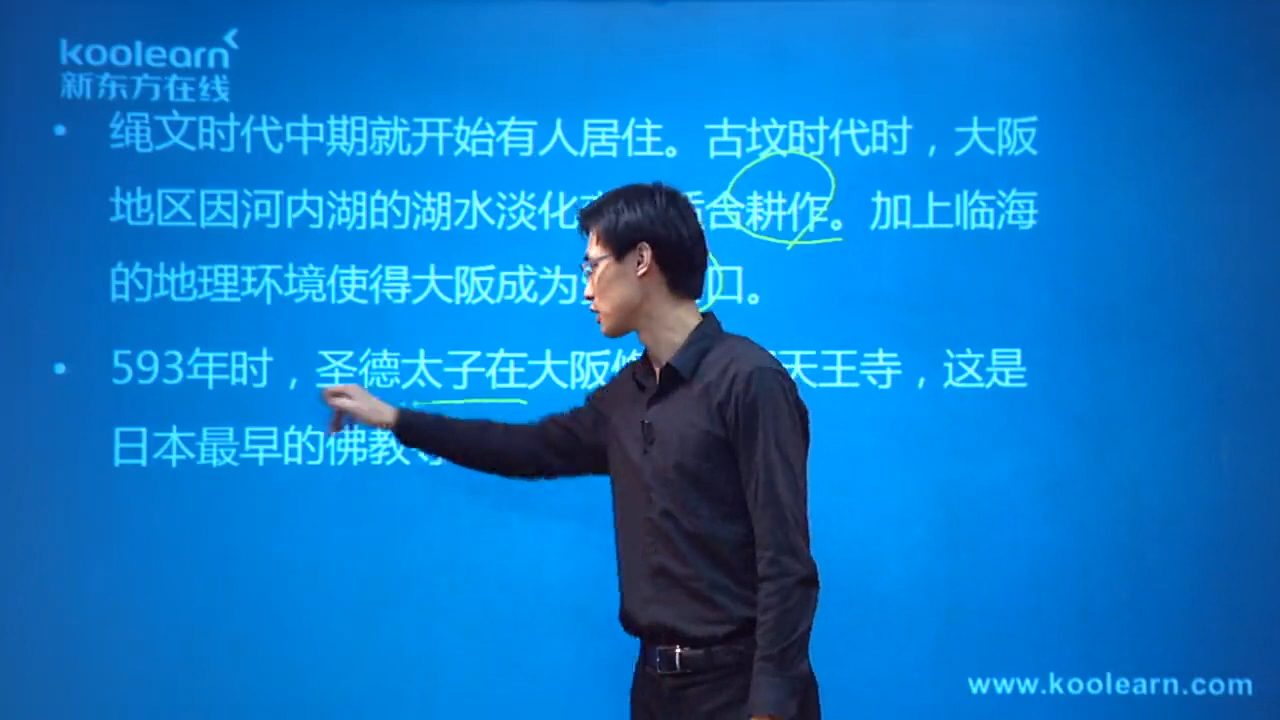 koolearn
新东方在线
• 绳文时代中期就开始有人居住。古坟时代时，大阪
地区因河内湖的湖水淡化 合耕作。加上临海
的地理环境使得大阪成为 口。
• 593年时，圣德太子在大阪 天王寺，这是
日本最早的佛教
www.koolearn.com